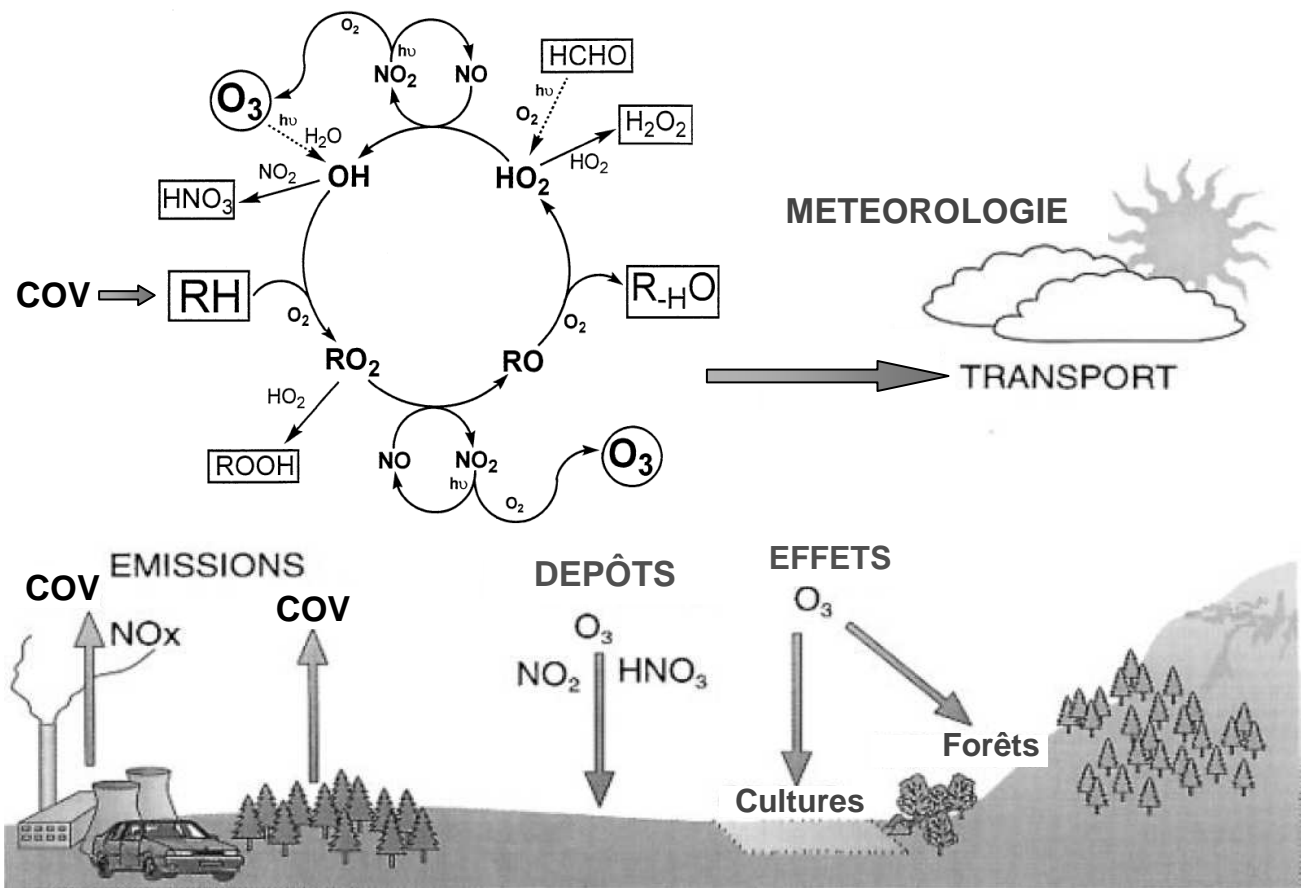 O₂
hυ
NO₂
NO
HCHO
hυ
O₂
O₃
hυ
H₂O
H₂O₂
HO₂
NO₂
OH
HO₂
HNO₃
METEOROLOGIE
COV
RH
O₂
R₋HO
O₂
RO₂
RO
TRANSPORT
HO₂
ROOH
NO
NO₂
hυ
O₂
O₃
EMISSIONS
COV
NOx
COV
DEPÔTS
O₃
NO₂ HNO₃
EFFETS
O₃
Forêts
Cultures